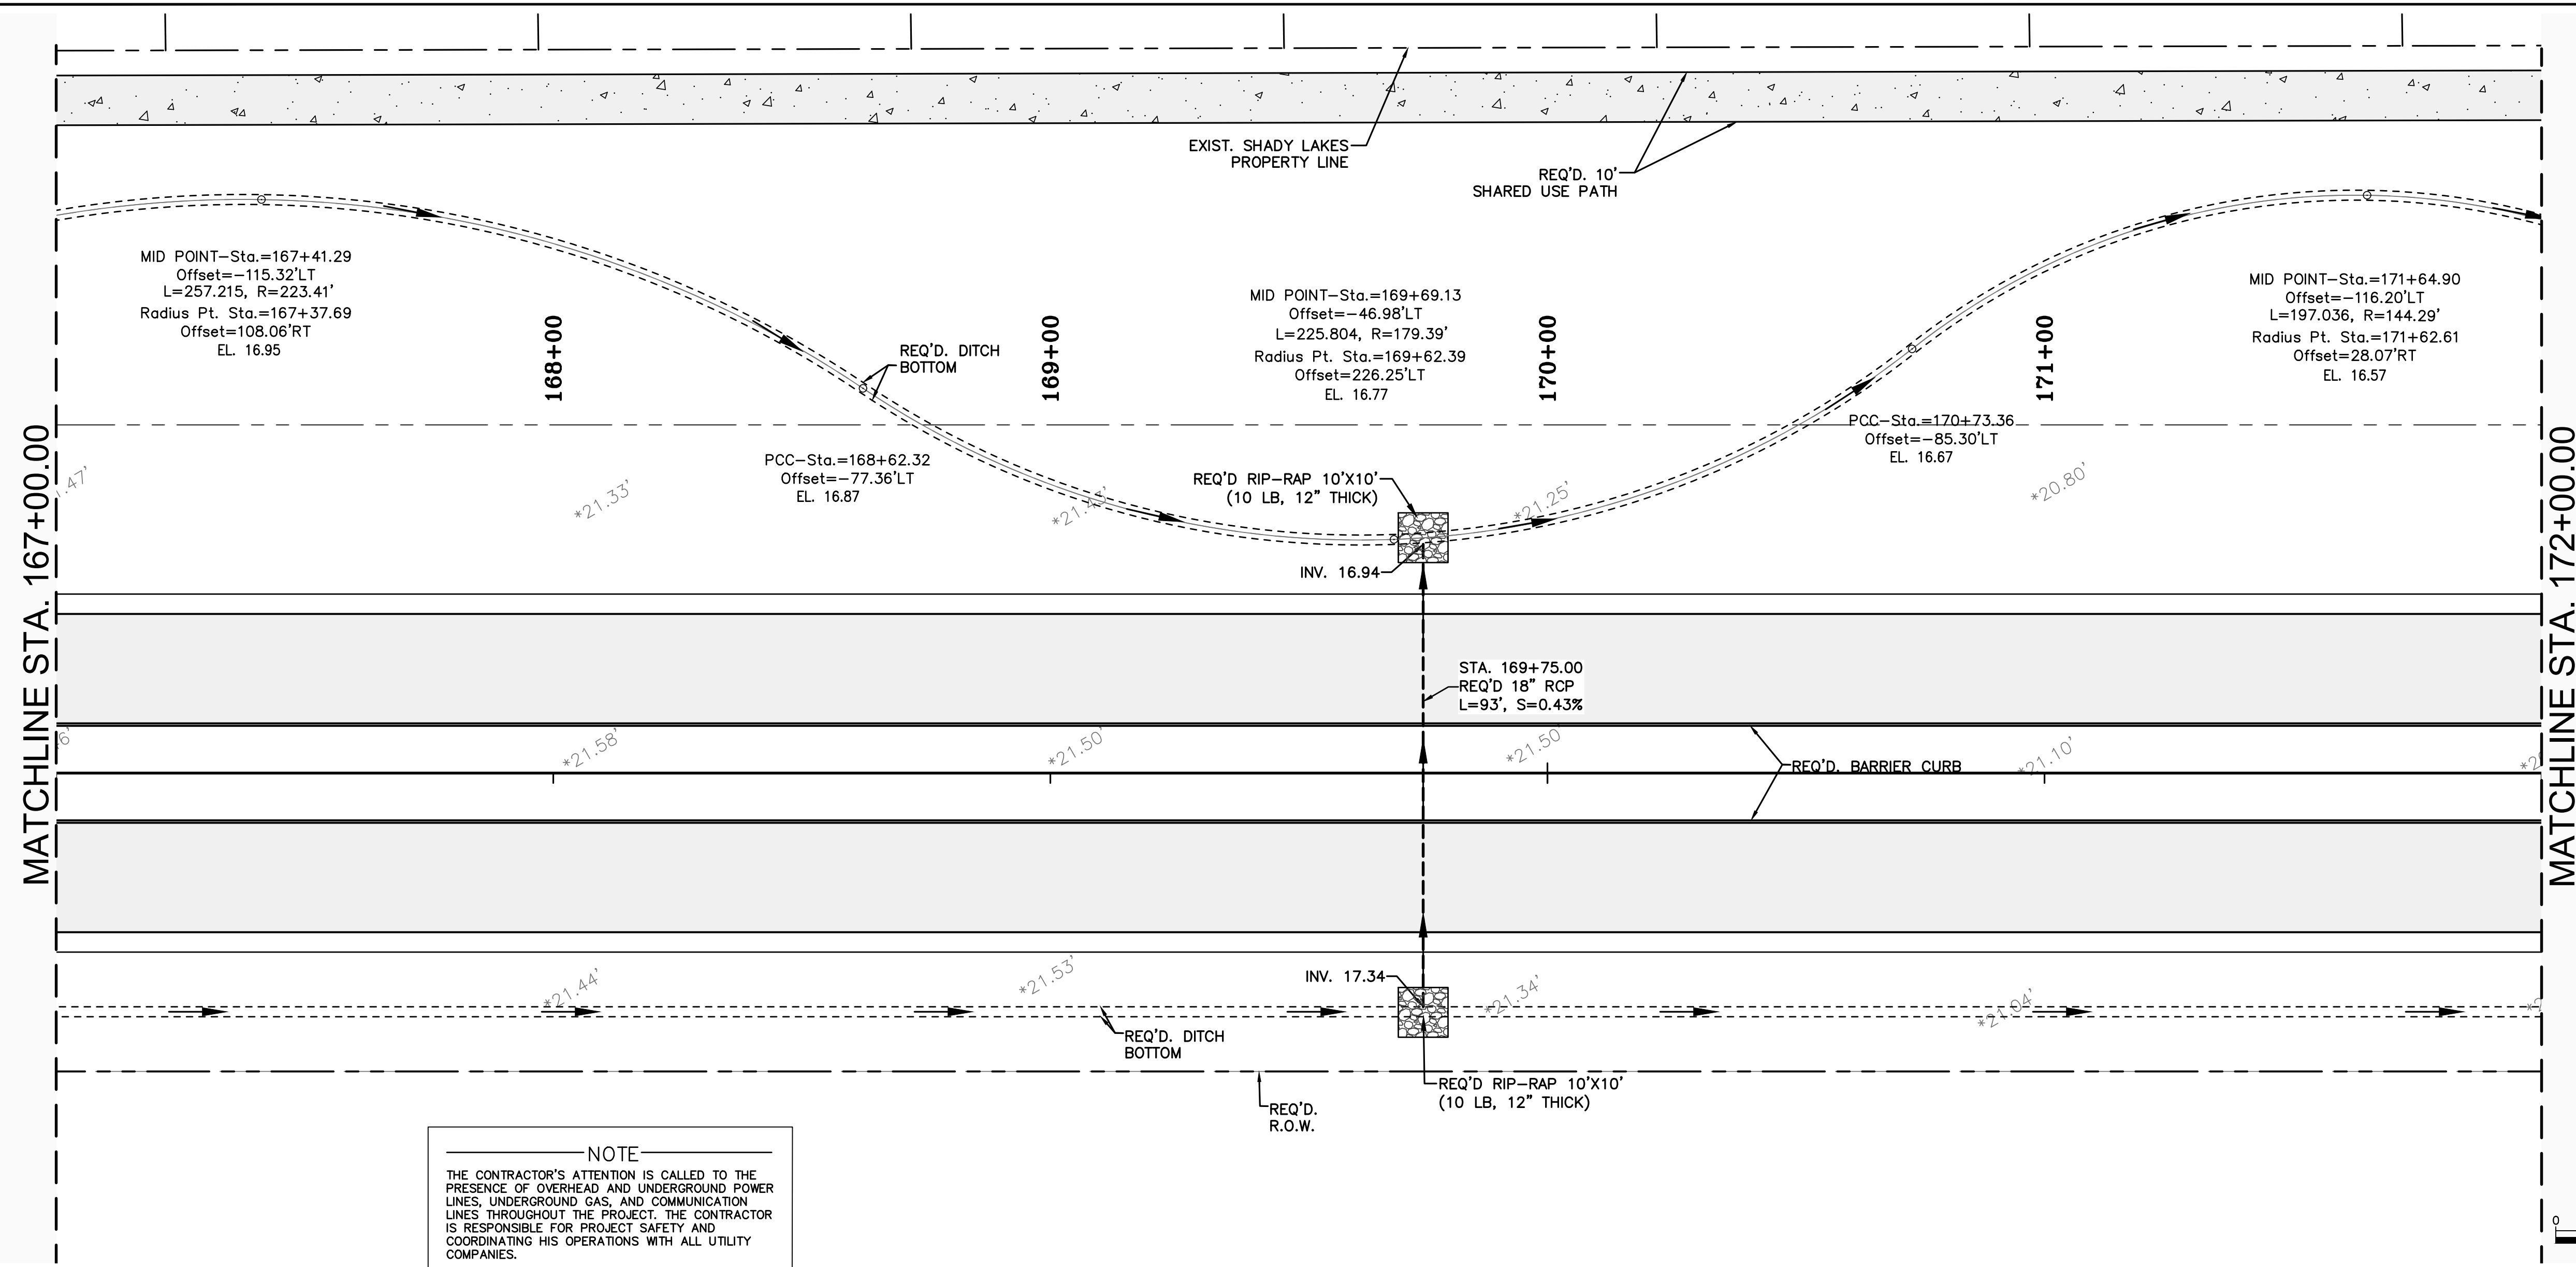 EXIST. SHADY LAKES
PROPERTY LINE
REQ'D. 10'
SHARED USE PATH
MID POINT-Sta.=167+41.29
Offset=-115.32'LT
L=257.215, R=223.41'
Radius Pt. Sta.=167+37.69
Offset=108.06'RT
EL. 16.95
168+00
REQ'D. DITCH
BOTTOM
169+00
MID POINT-Sta.=169+69.13
Offset=-46.98'LT
L=225.804, R=179.39'
Radius Pt. Sta.=169+62.39
Offset=226.25'LT
EL. 16.77
170+00
171+00
MID POINT-Sta.=171+64.90
Offset=-116.20'LT
L=197.036, R=144.29'
Radius Pt. Sta.=171+62.61
Offset=28.07'RT
EL. 16.57
PCC-Sta.=168+62.32
Offset=-77.36'LT
EL. 16.87
PCC-Sta.=170+73.36
Offset=-85.30'LT
EL. 16.67
MATCHLINE STA. 167+00.00
MATCHLINE STA. 172+00.00
*21.33'
REQ'D RIP-RAP 10'X10'
(10 LB, 12" THICK)
*21.25'
*20.80'
INV. 16.94
STA. 169+75.00
REQ'D 18" RCP
L=93', S=0.43%
*21.58'
*21.50'
*21.50
REQ'D. BARRIER CURB
*21.10'
*21.44'
*21.53'
INV. 17.34
*21.34'
*21.04'
REQ'D. DITCH
BOTTOM
REQ'D RIP-RAP 10'X10'
(10 LB, 12" THICK)
REQ'D.
R.O.W.
NOTE
THE CONTRACTOR'S ATTENTION IS CALLED TO THE
PRESENCE OF OVERHEAD AND UNDERGROUND POWER
LINES, UNDERGROUND GAS, AND COMMUNICATION
LINES THROUGHOUT THE PROJECT. THE CONTRACTOR
IS RESPONSIBLE FOR PROJECT SAFETY AND
COORDINATING HIS OPERATIONS WITH ALL UTILITY
COMPANIES.
0